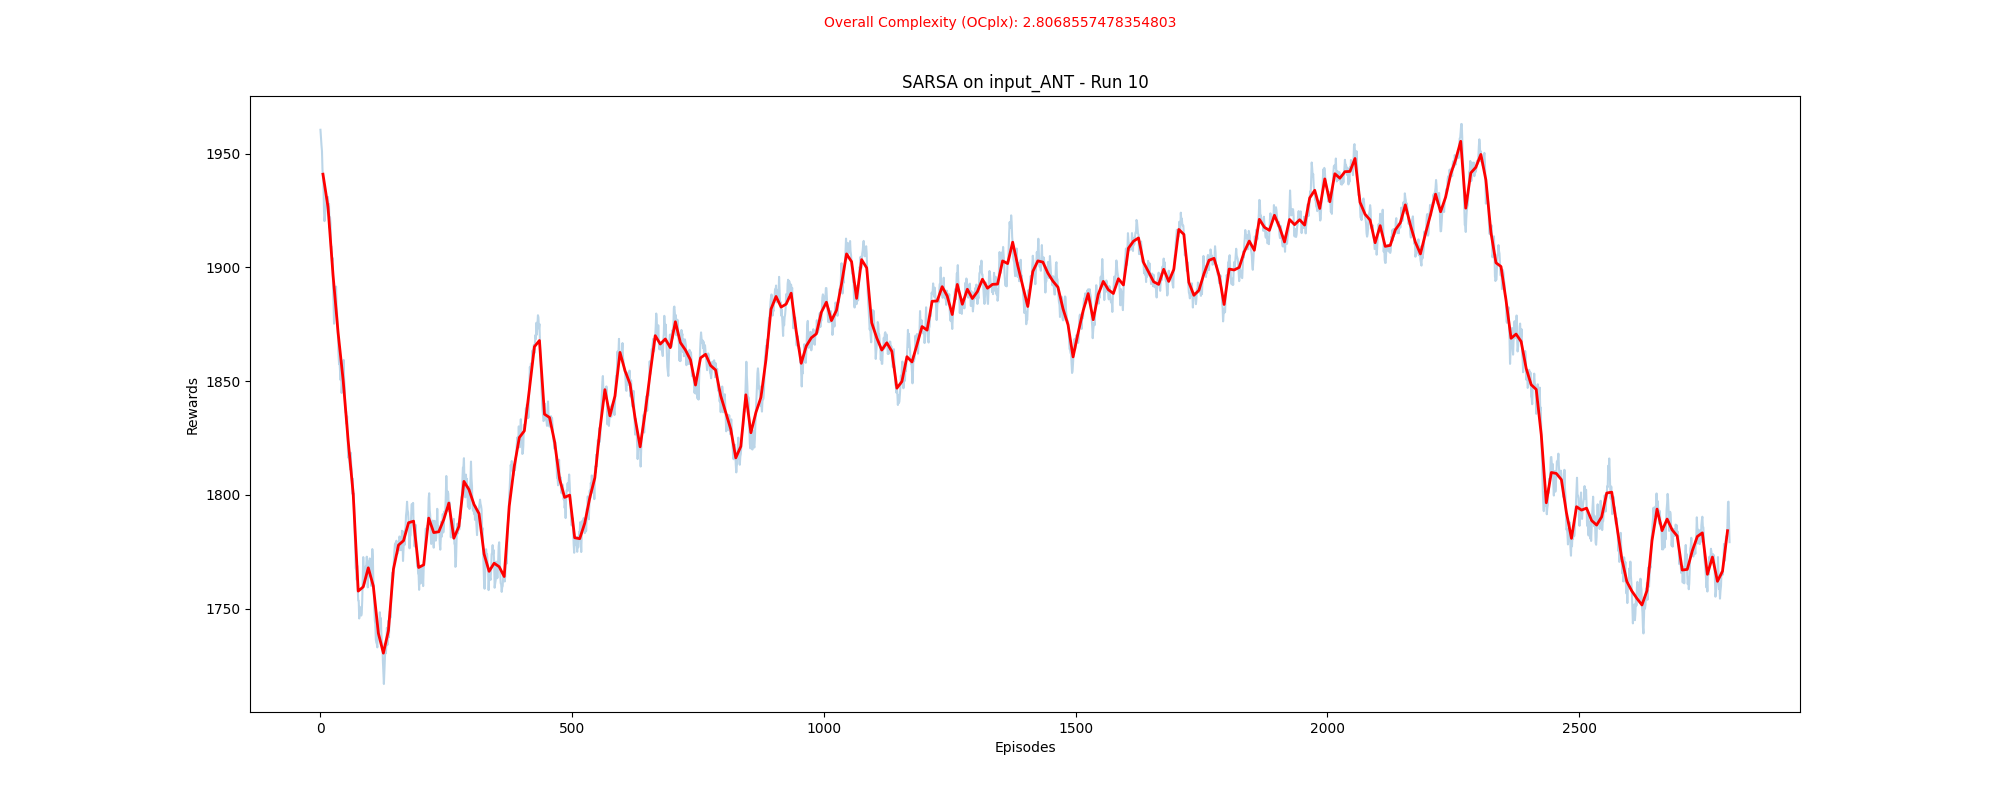 Overall Complexity (OCplx): 2.8068557478354803
SARSA on input_ANT - Run 10
Rewards
1950
1900
1850
1800
1750
0 500 1000 1500 2000 2500
Episodes